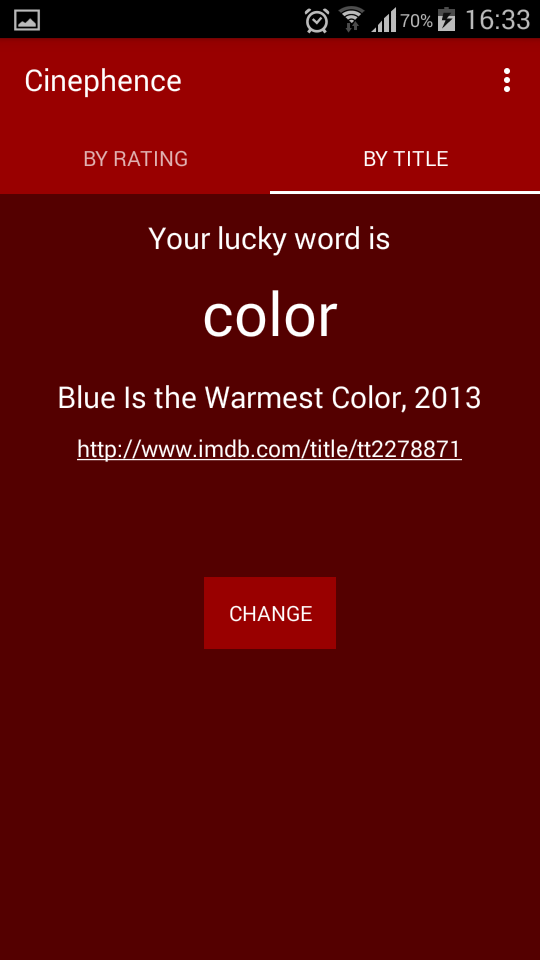 70% 16:33
Cinephence
BY RATING BY TITLE
Your lucky word is
color
Blue Is the Warmest Color, 2013
http://www.imdb.com/title/tt2278871
CHANGE